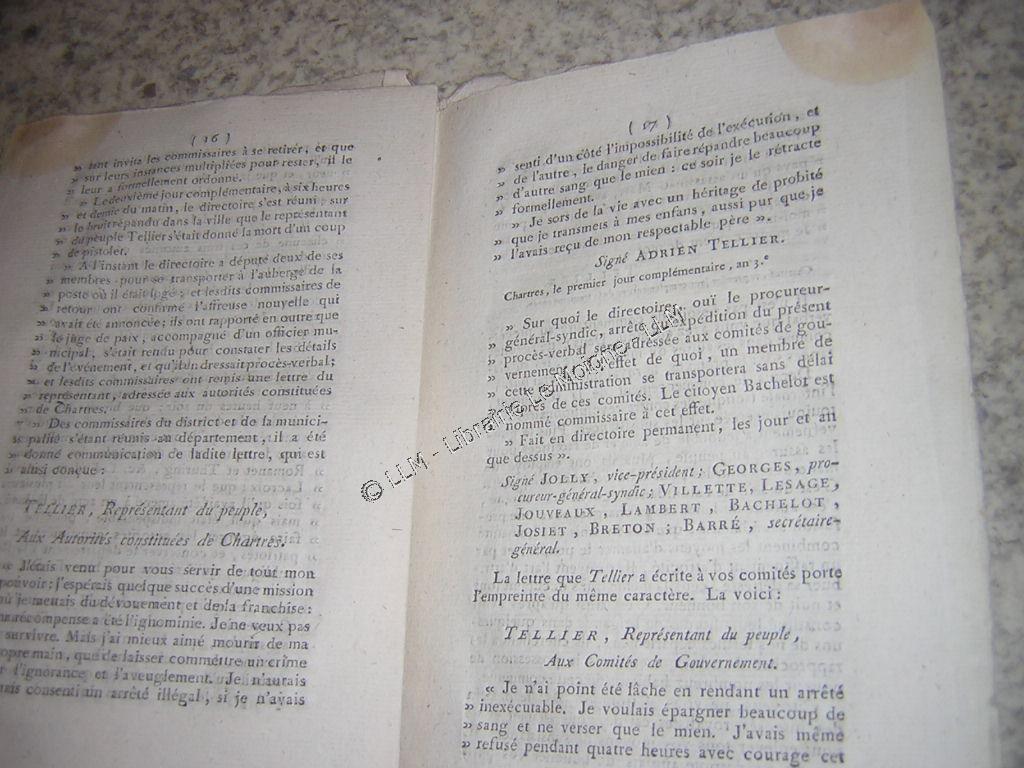 ( 16 )
» tant invita les commissaires à se retirer, et que
» sur leurs instances multipliées pour rester, il le
» leur a formellement ordonné.
» Le deuxième jour complémentaire, à six heures
» et demie du matin, le directoire s'est réuni ; sur
» le bruit répandu dans la ville que le représentant
» du peuple Tellier s'était donné la mort d'un coup
» de pistolet.
» A l'instant le directoire a député deux de ses
» membres pour se transporter à l'auberge de la
» poste où il était logé ; et lesdits commissaires de
» retour ont confirmé l'affreuse nouvelle qui
» avait été annoncée; ils ont rapporté en outre que
» le juge de paix, accompagné d'un officier mu-
» nicipal, s'était rendu pour constater les détails
» de l'événement, et qu'il en dressait procès-verbal;
» et lesdits commissaires ont remis une lettre du
» représentant, adressée aux autorités constituées
» de Chartres.
» Des commissaires du district et de la munici-
» palité s'étant réunis au département, il a été
» donné communication de ladite lettre, qui est
» ainsi conçue :
TELLIER, Représentant du peuple,
Aux Autorités constituées de Chartres.
« J'étais venu pour vous servir de tout mon
pouvoir: j'espérais quelque succès d'une mission
où je mettais du dévouement et de la franchise :
récompense a été l'ignominie. Je ne veux pas
survivre. Mais j'ai mieux aimé mourir de ma
propre main, que de laisser commettre un crime
l'ignorance et l'aveuglement. Je n'aurais
mais consenti un arrêté illégal, si je n'avais
( 17 )
» senti d'un côté l'impossibilité de l'exécution, et
» de l'autre, le danger de faire répandre beaucoup
» d'autre sang que le mien : ce soir je le rétracte
» formellement.
» Je sors de la vie avec un héritage de probité
» que je transmets à mes enfans, aussi pur que je
» l'avais reçu de mon respectable père ».
Signé ADRIEN TELLIER.
Chartres, le premier jour complémentaire, an 3.e
» Sur quoi le directoire, ouï le procureur-
» général-syndic, arrête qu'expédition du présent
» procès-verbal sera adressée aux comités de gou-
» vernement, à l'effet de quoi, un membre de
» cette administration se transportera sans délai
» auprès de ces comités. Le citoyen Bachelot est
» nommé commissaire à cet effet.
» Fait en directoire permanent, les jour et an
que dessus ».
Signé JOLLY, vice-président; GEORGES, pro-
cureur-général-syndic; VILLETTE, LESAGE,
JOUVEAUX, LAMBERT, BACHELOT,
JOSIET, BRETON; BARRÉ, secrétaire-
général.
La lettre que Tellier a écrite à vos comités porte
l'empreinte du même caractère. La voici :
TELLIER, Représentant du peuple,
Aux Comités de Gouvernement.
« Je n'ai point été lâche en rendant un arrêté
» inexécutable. Je voulais épargner beaucoup de
» sang et ne verser que le mien. J'avais même
» refusé pendant quatre heures avec courage cet
© LLM - Librairie Le Moigne - LLM